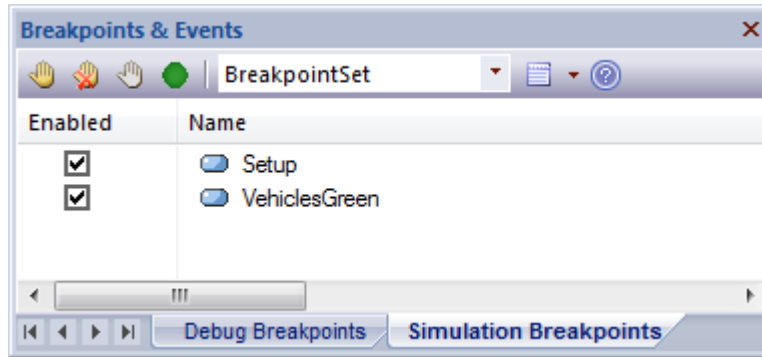 Breakpoints & Events
BreakpointSet
Enabled Name
Setup
VehiclesGreen
Debug Breakpoints Simulation Breakpoints